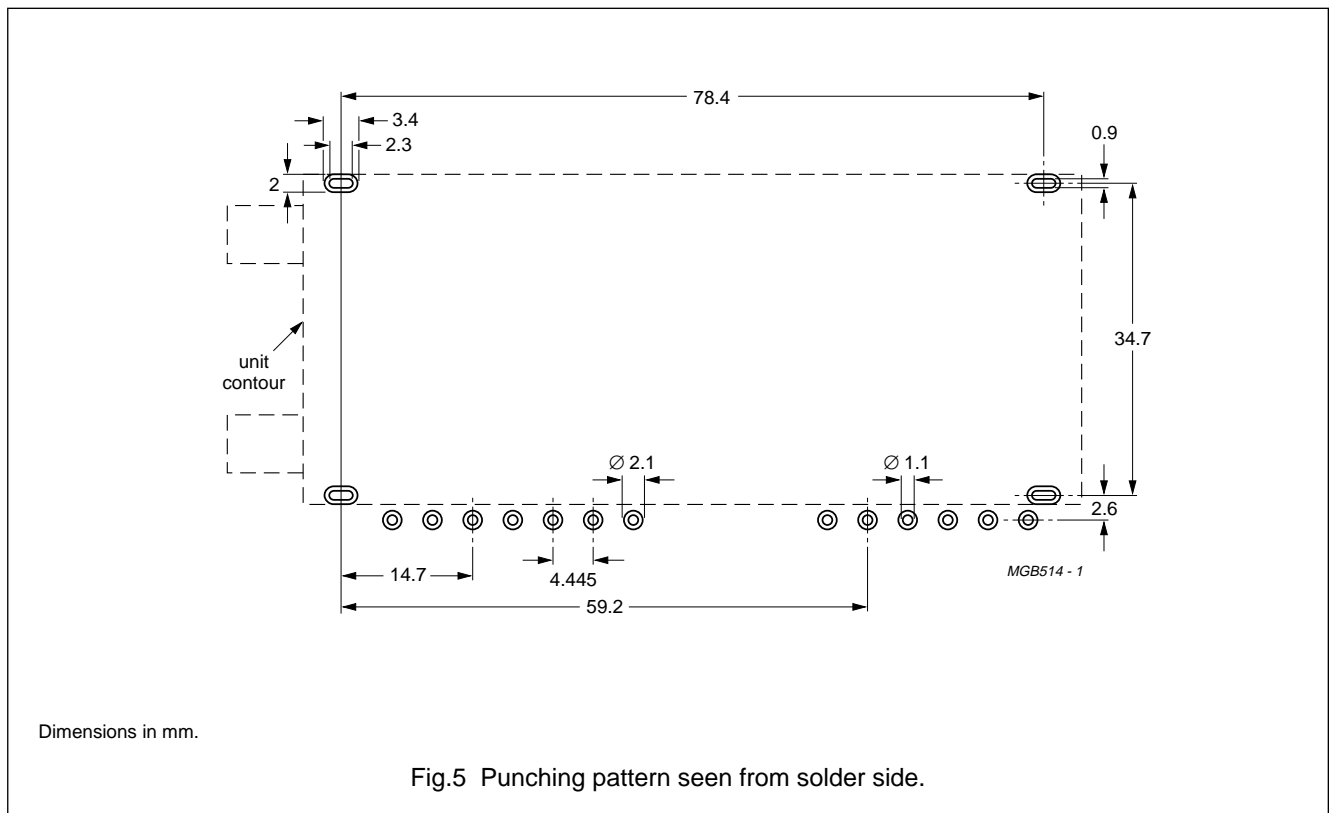 78.4
3.4
2.3
0.9
2
unit
contour
34.7
∅ 2.1
∅ 1.1
2.6
14.7
4.445
59.2
MGB514 - 1
Dimensions in mm.
Fig.5 Punching pattern seen from solder side.